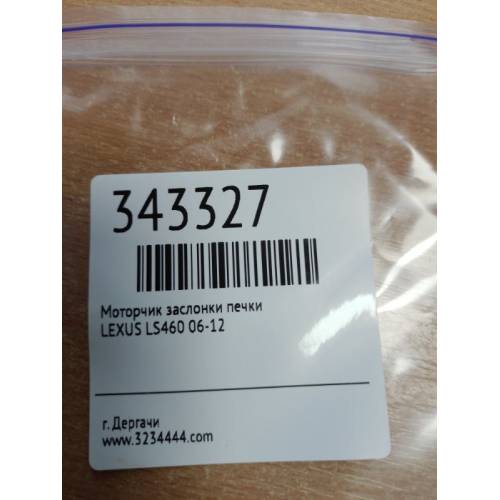 343327
Моторчик заслонки печки
LEXUS LS460 06-12
г. Дергачи
www.3234444.com